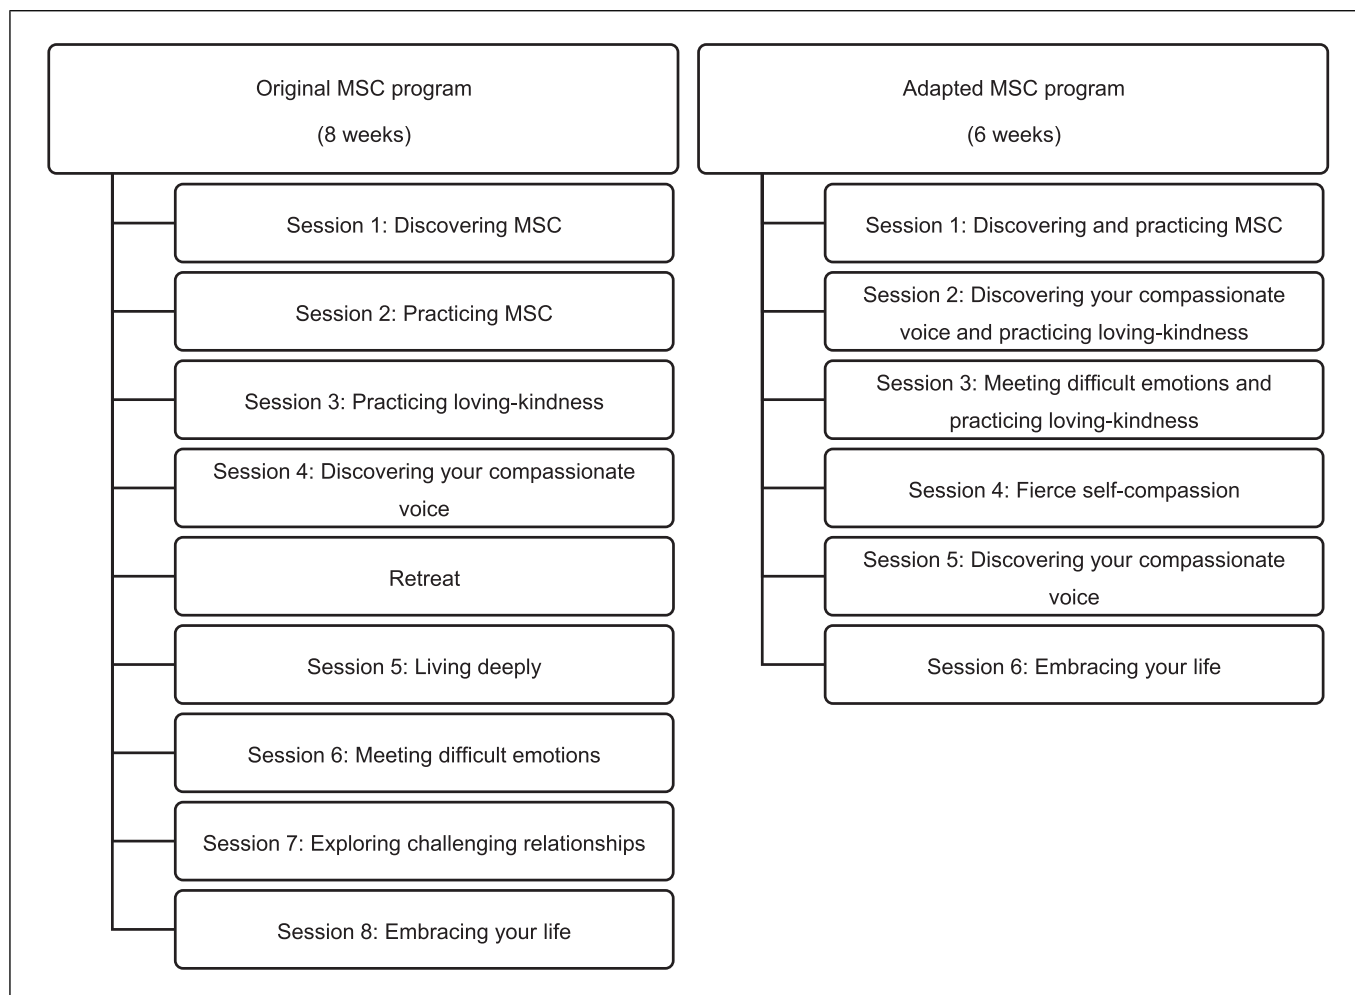 Original MSC program
(8 weeks)
Session 1: Discovering MSC
Session 2: Practicing MSC
Session 3: Practicing loving-kindness
Session 4: Discovering your compassionate
voice
Retreat
Session 5: Living deeply
Session 6: Meeting difficult emotions
Session 7: Exploring challenging relationships
Session 8: Embracing your life
Adapted MSC program
(6 weeks)
Session 1: Discovering and practicing MSC
Session 2: Discovering your compassionate
voice and practicing loving-kindness
Session 3: Meeting difficult emotions and
practicing loving-kindness
Session 4: Fierce self-compassion
Session 5: Discovering your compassionate
voice
Session 6: Embracing your life